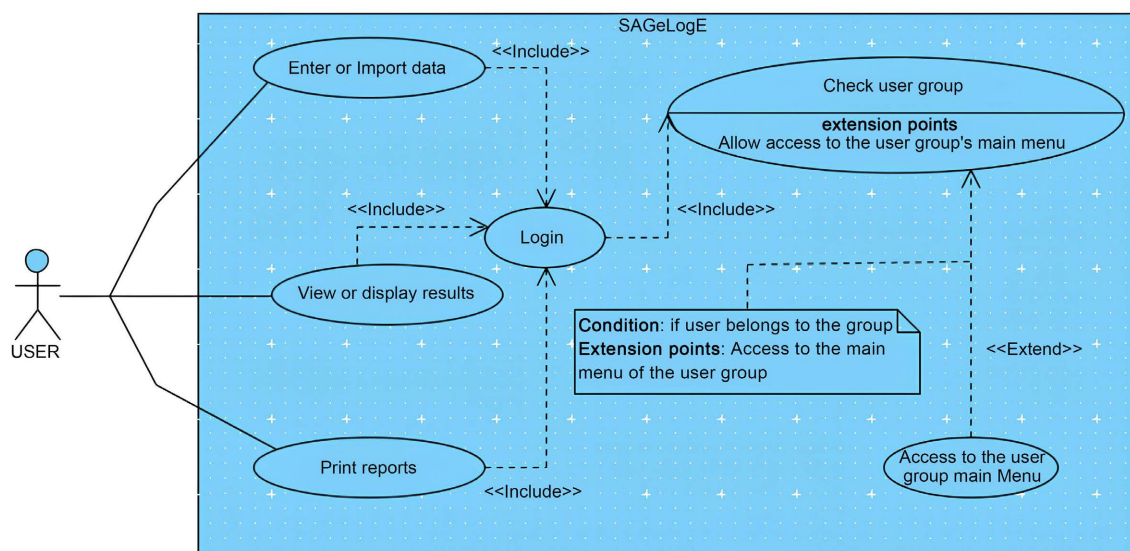 SAGeLogE
Enter or Import data
<<Include>>
Check user group
extension points
Allow access to the user group's main menu
<<Include>>
Login
<<Include>>
View or display results
USER
Condition: if user belongs to the group
Extension points: Access to the main
menu of the user group
<<Extend>>
Print reports
<<Include>>
Access to the user
group main Menu